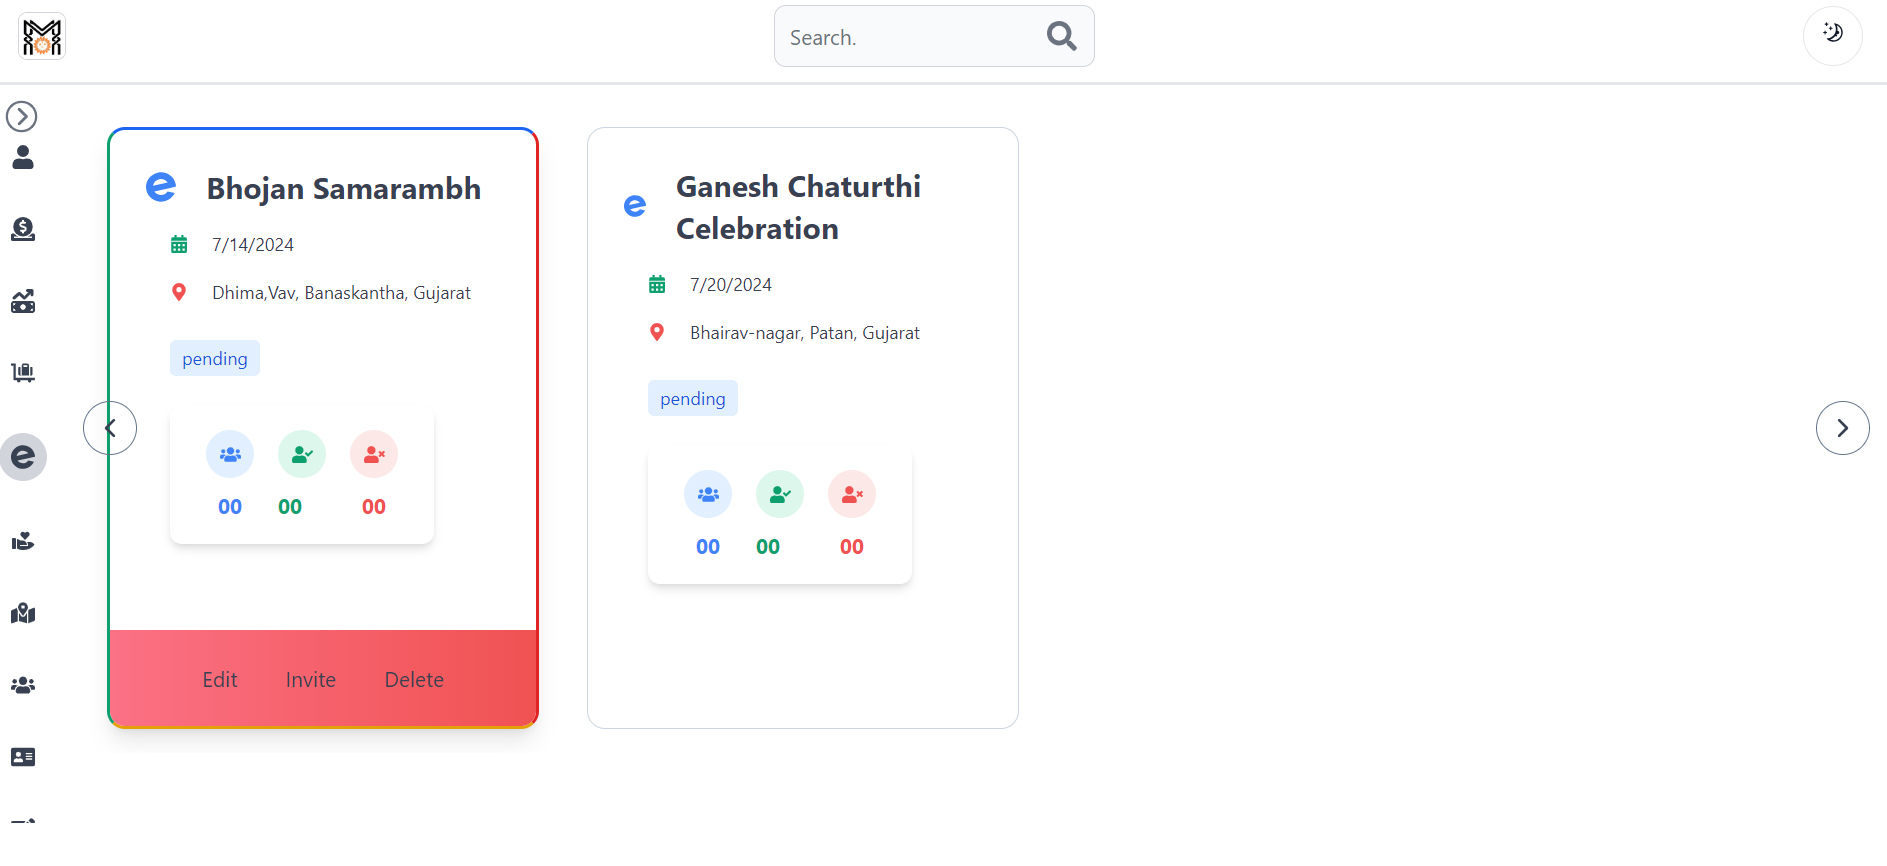 Search.
Bhojan Samarambh
7/14/2024
Dhima,Vav, Banaskantha, Gujarat
pending
00 00 00
Edit Invite Delete
Ganesh Chaturthi
Celebration
7/20/2024
Bhairav-nagar, Patan, Gujarat
pending
00 00 00